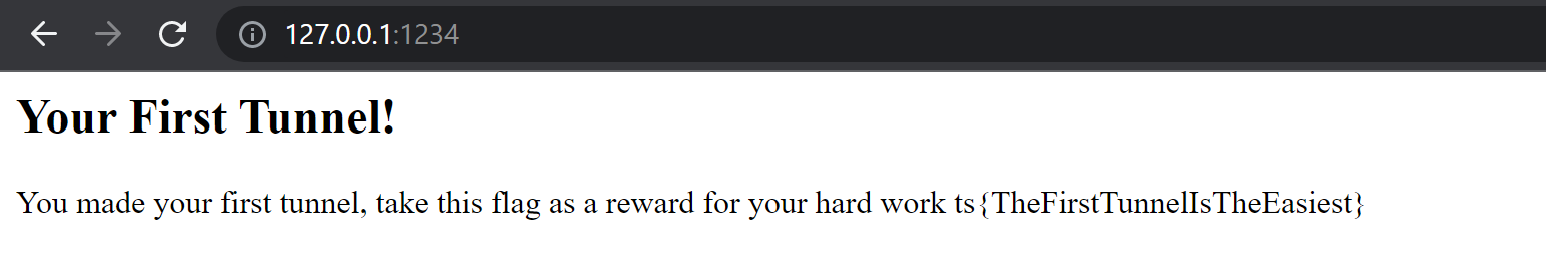 127.0.0.1:1234
Your First Tunnel!
You made your first tunnel, take this flag as a reward for your hard work ts{TheFirstTunnelIsTheEasiest}